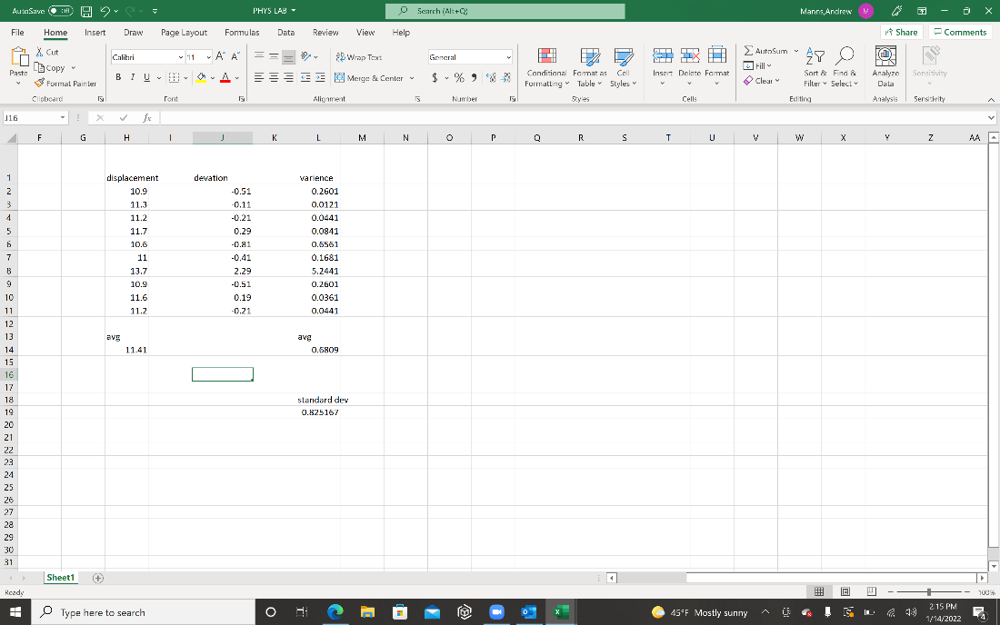 AutoSave Off PHYS LAB Search (Alt+Q) Manns,Andrew M
File Home Insert Draw Page Layout Formulas Data Review View Help Share Comments
Paste Cut Copy Format Painter
Calibri 11 A A B I U A
Wrap Text Merge & Center
General $ % 9
Conditional Formatting Format as Table Cell Styles
Insert Delete Format
AutoSum Fill Clear
Sort & Filter Find & Select
Analyze Data
Sensitivity
Clipboard Font Alignment Number Styles Cells Editing Analysis Sensitivity
J16 fx
F G H I J K L M N O P Q R S T U V W X Y Z AA
1 displacement devation varience
2 10.9 -0.51 0.2601
3 11.3 -0.11 0.0121
4 11.2 -0.21 0.0441
5 11.7 0.29 0.0841
6 10.6 -0.81 0.6561
7 11 -0.41 0.1681
8 13.7 2.29 5.2441
9 10.9 -0.51 0.2601
10 11.6 0.19 0.0361
11 11.2 -0.21 0.0441
12
13 avg avg
14 11.41 0.6809
15
16
17
18 standard dev
19 0.825167
20
21
22
23
24
25
26
27
28
29
30
31
Sheet1
Ready 100%
Type here to search 45°F Mostly sunny 2:15 PM
1/14/2022 4